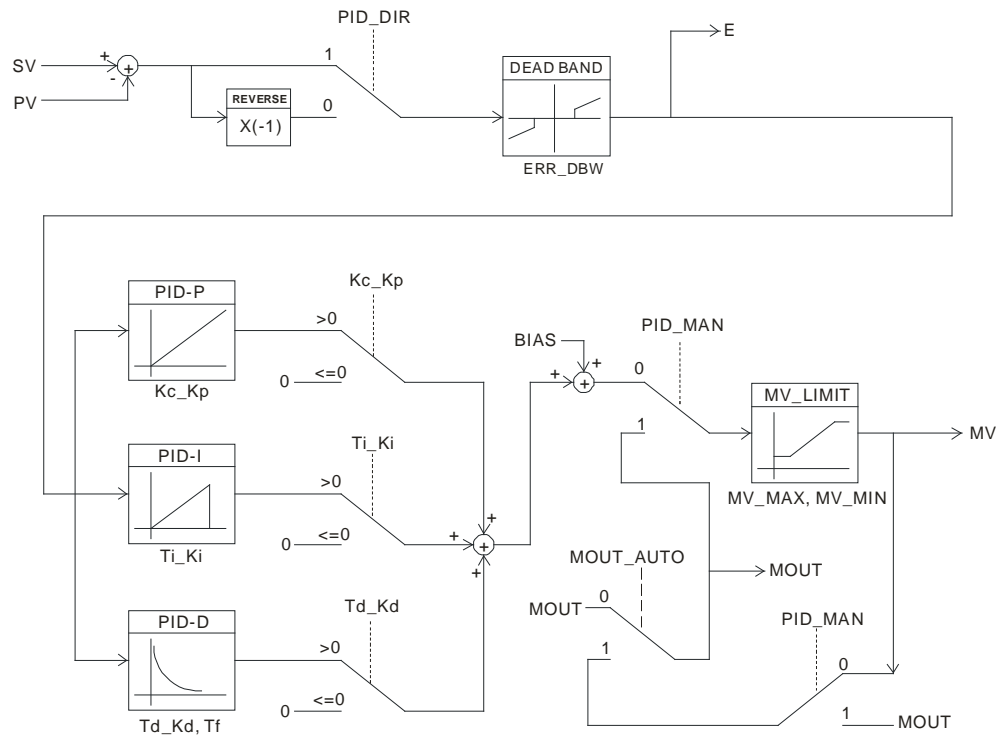 PID_DIR
E
SV
+
+
-
PV
1
0
REVERSE
X(-1)
DEAD BAND
ERR_DBW
PID-P
Kc_Kp
Kc_Kp
>0
0
<=0
PID-I
Ti_Ki
Ti_Ki
>0
0
<=0
PID-D
Td_Kd, Tf
Td_Kd
>0
0
<=0
+
+
+
+
BIAS
+
+
+
PID_MAN
0
1
MV_LIMIT
MV_MAX, MV_MIN
MV
MOUT_AUTO
MOUT
0
1
MOUT
PID_MAN
0
1
MOUT